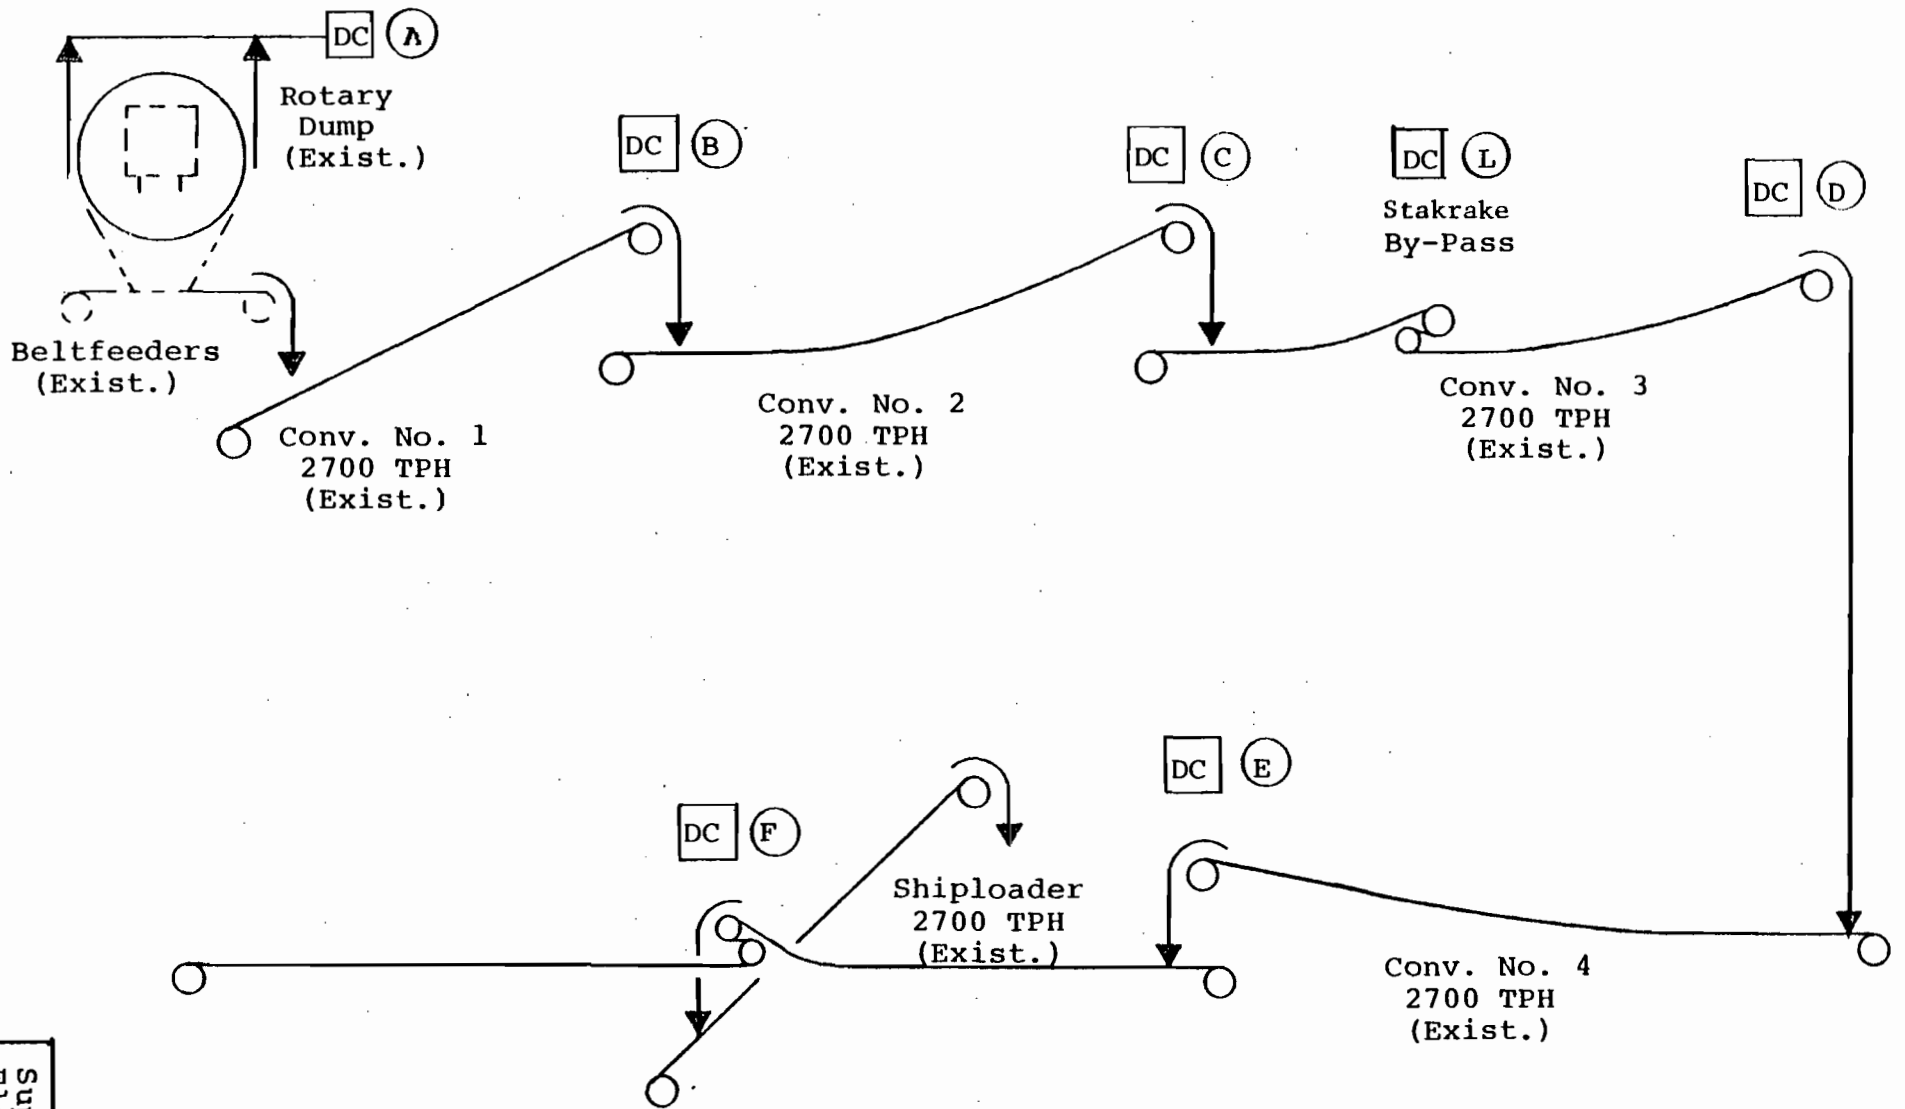 DC A
Rotary
Dump
(Exist.)
DC B
DC C
DC L
Stakrake
By-Pass
DC D
Beltfeeders
(Exist.)
Conv. No. 1
2700 TPH
(Exist.)
Conv. No. 2
2700 TPH
(Exist.)
Conv. No. 3
2700 TPH
(Exist.)
DC F
DC E
Shiploader
2700 TPH
(Exist.)
Conv. No. 4
2700 TPH
(Exist.)